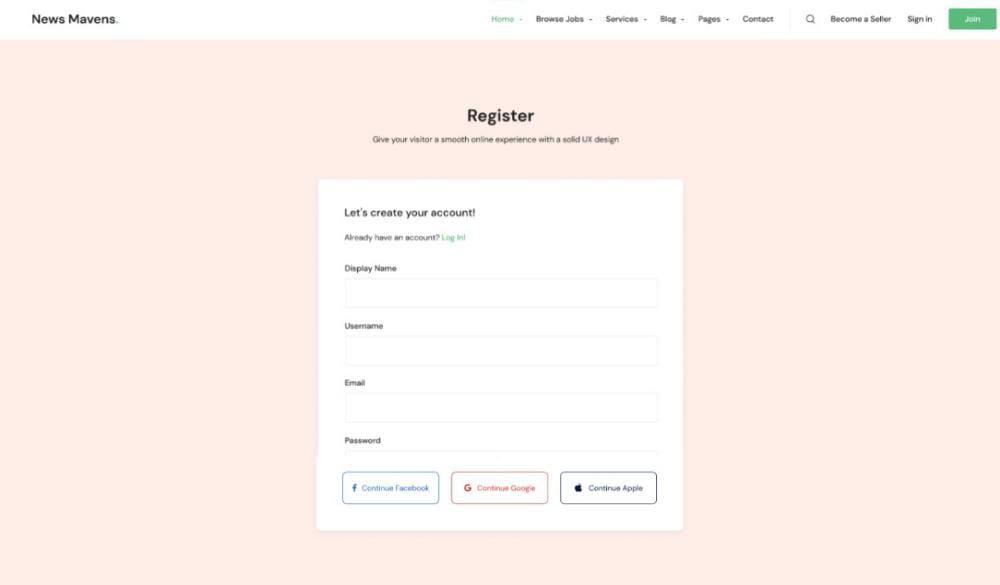 News Mavens. Home Browse Jobs Services Blog Pages Contact Become a Seller Sign in Join
Register
Give your visitor a smooth online experience with a solid UX design
Let's create your account!
Already have an account? Log In!
Display Name
Username
Email
Password
Continue Facebook Continue Google Continue Apple